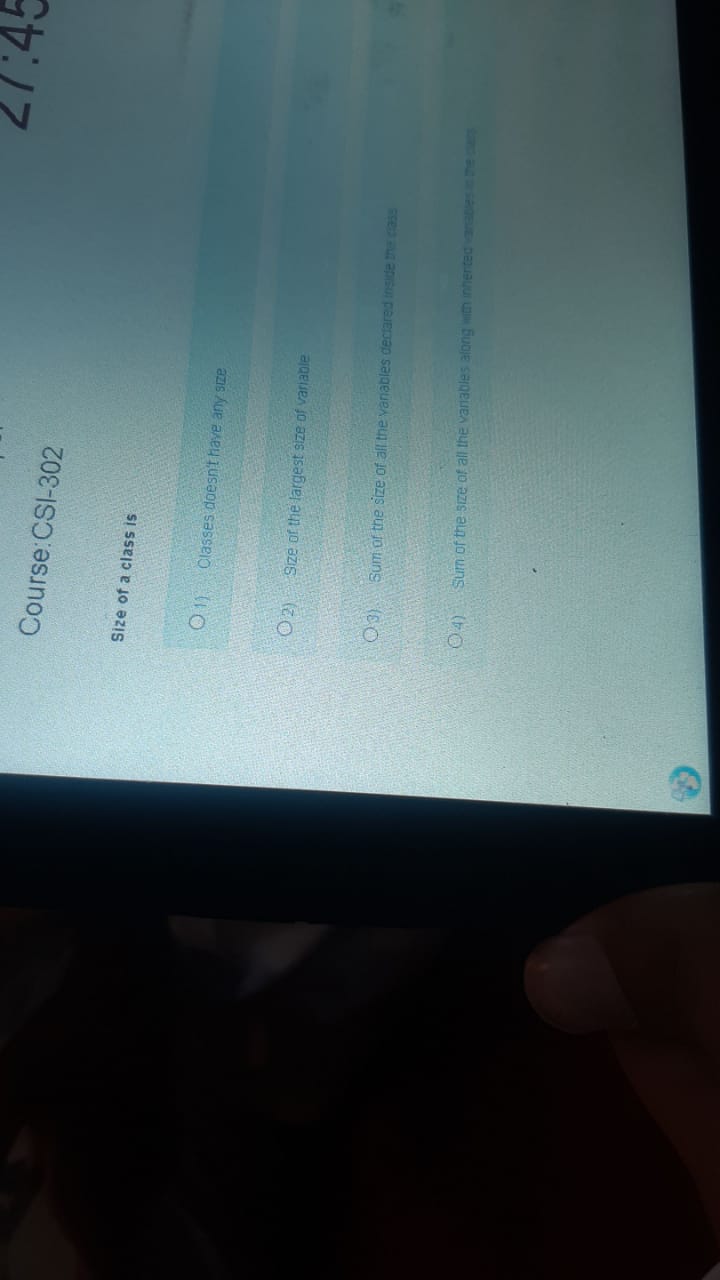 27:45
Course:CSI-302
Size of a class is
1) Classes doesn't have any size
2) Size of the largest size of variable
3) Sum of the size of all the variables declared inside the class
4) Sum of the size of all the variables along with inherited variables in the class